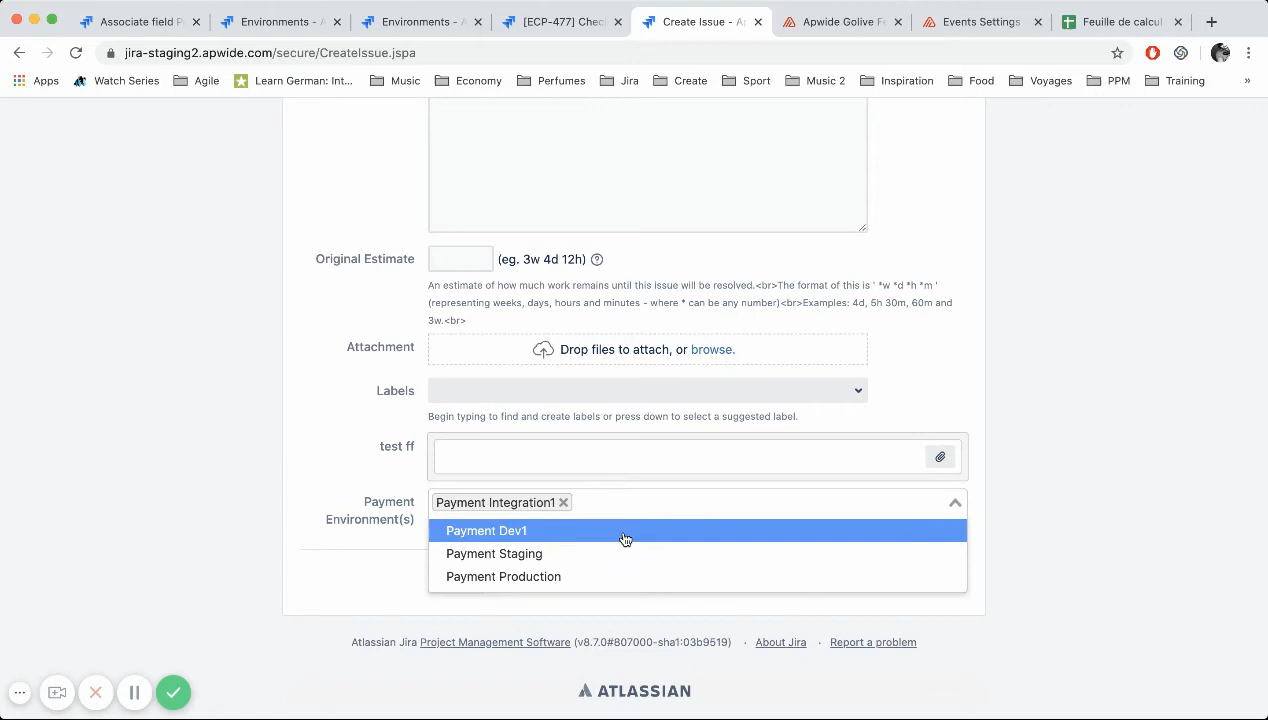 Associate field P
Environments - A
Environments - A
[ECP-477] Chec
Create Issue - Ap
Apwide Golive Fe
Events Settings
Feuille de calcul
jira-staging2.apwide.com/secure/CreateIssue.jspa
Apps
Watch Series
Agile
Learn German: Int...
Music
Economy
Perfumes
Jira
Create
Sport
Music 2
Inspiration
Food
Voyages
PPM
Training
»
Original Estimate
(eg. 3w 4d 12h)
An estimate of how much work remains until this issue will be resolved.<br>The format of this is ' *w *d *h *m '
(representing weeks, days, hours and minutes - where * can be any number)<br>Examples: 4d, 5h 30m, 60m and
3w.<br>
Attachment
Drop files to attach, or browse.
Labels
Begin typing to find and create labels or press down to select a suggested label.
test ff
Payment
Environment(s)
Payment Integration1
Payment Dev1
Payment Staging
Payment Production
Atlassian Jira Project Management Software (v8.7.0#807000-sha1:03b9519) · About Jira · Report a problem
ATLASSIAN